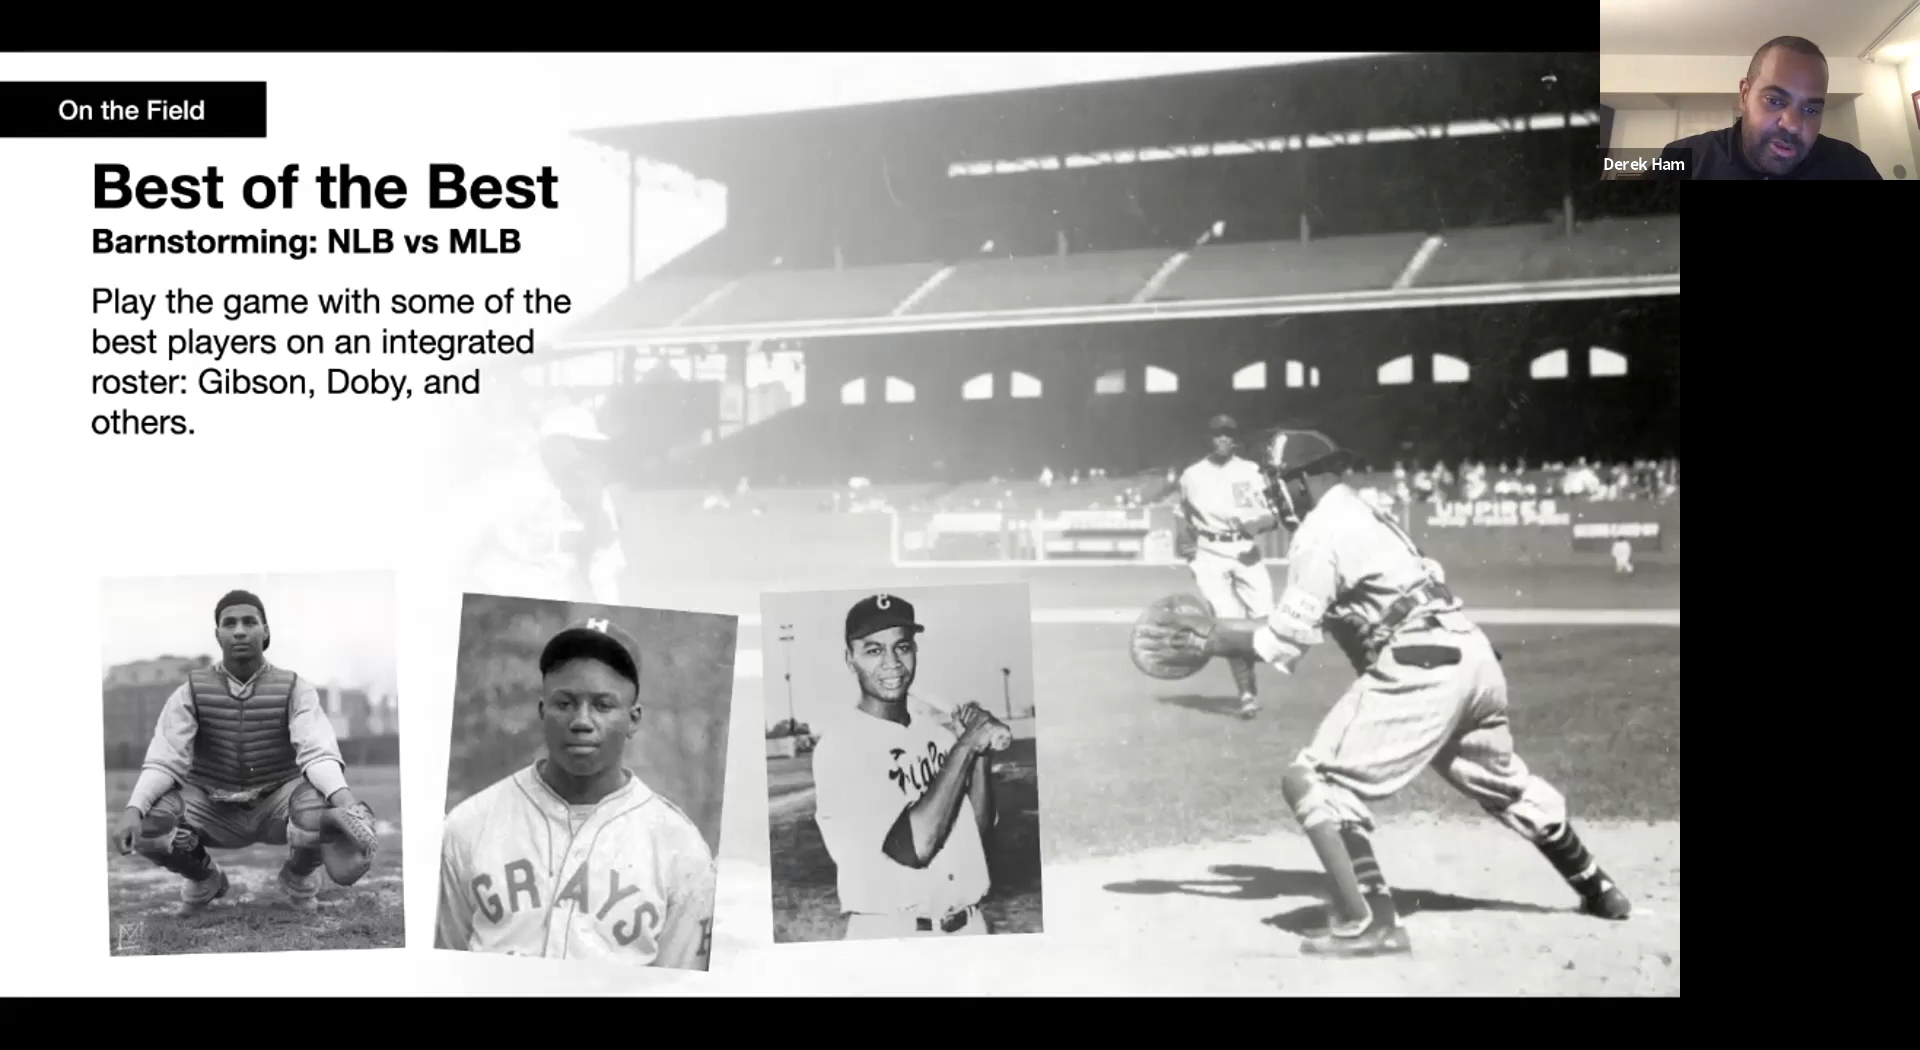 On the Field
Best of the Best
Barnstorming: NLB vs MLB
Play the game with some of the
best players on an integrated
roster: Gibson, Doby, and
others.
Derek Ham
H
GRAYS
C
UMPIRES